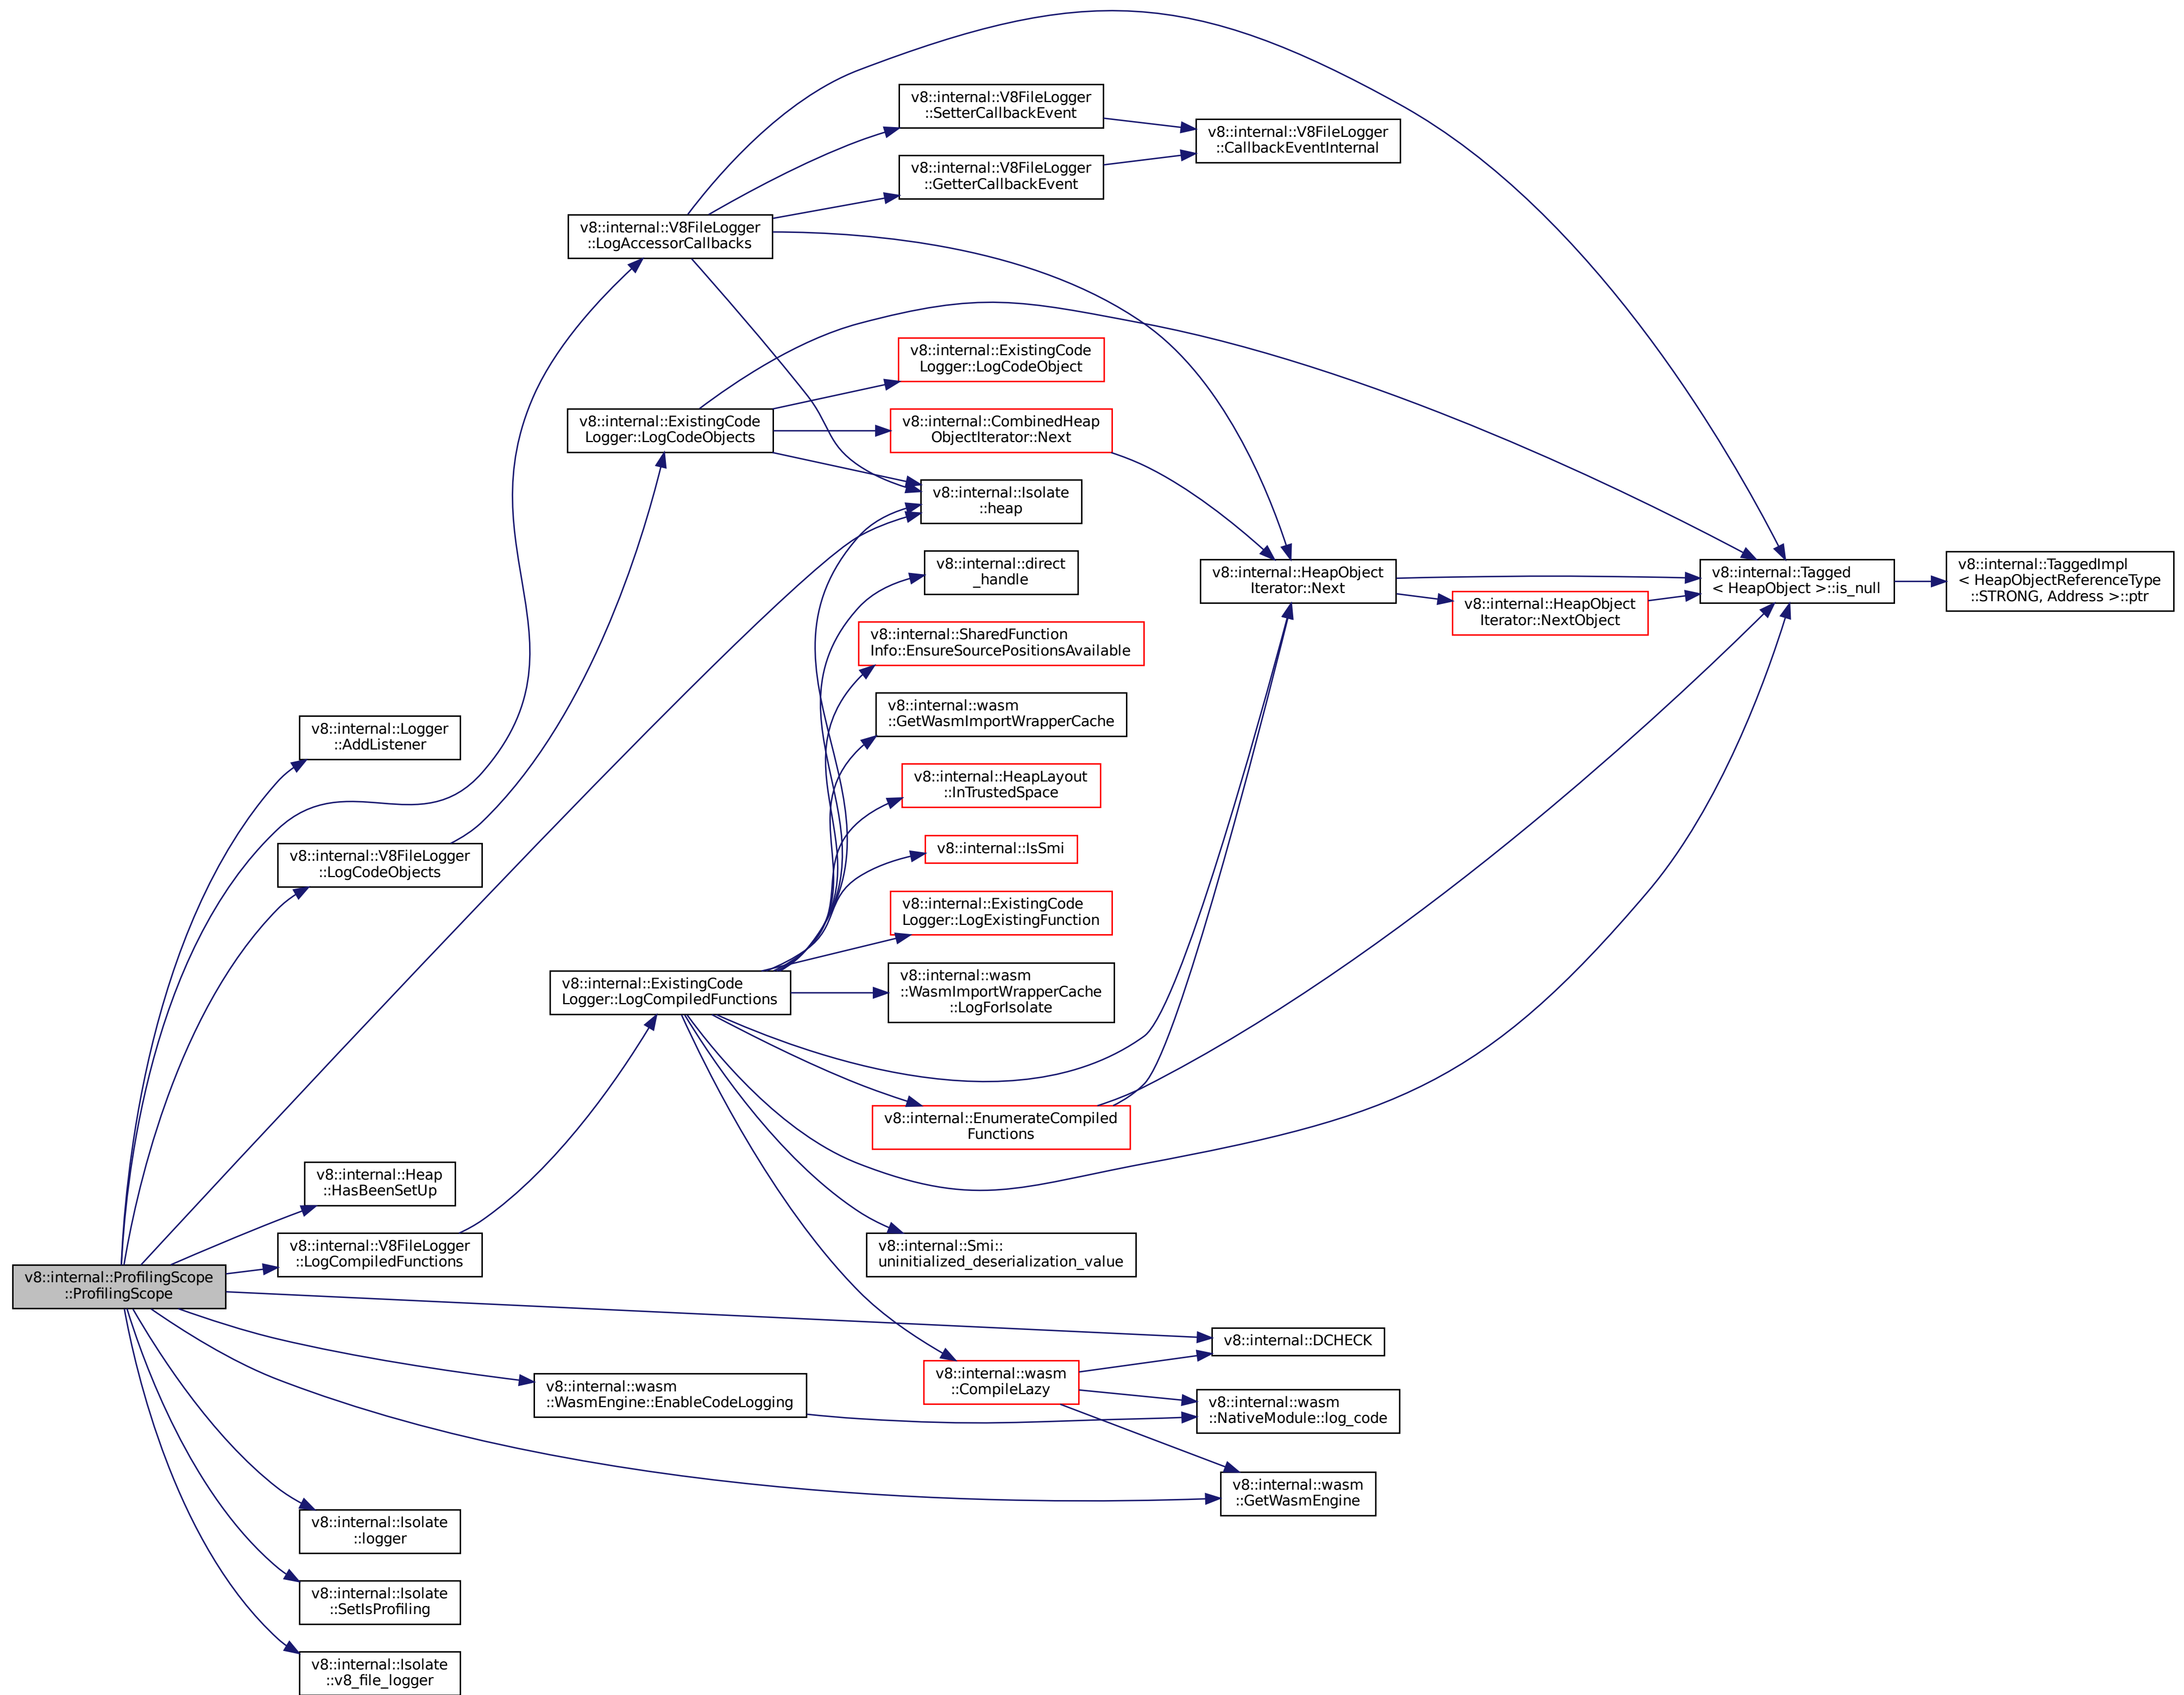 v8::internal::V8FileLogger
::SetterCallbackEvent
v8::internal::V8FileLogger
::CallbackEventInternal
v8::internal::V8FileLogger
::GetterCallbackEvent
v8::internal::V8FileLogger
::LogAccessorCallbacks
v8::internal::ExistingCode
Logger::LogCodeObject
v8::internal::ExistingCode
Logger::LogCodeObjects
v8::internal::CombinedHeap
ObjectIterator::Next
v8::internal::Isolate
::heap
v8::internal::direct
_handle
v8::internal::HeapObject
Iterator::Next
v8::internal::Tagged
< HeapObject >::is_null
v8::internal::TaggedImpl
< HeapObjectReferenceType
::STRONG, Address >::ptr
v8::internal::HeapObject
Iterator::NextObject
v8::internal::SharedFunction
Info::EnsureSourcePositionsAvailable
v8::internal::wasm
::GetWasmImportWrapperCache
v8::internal::Logger
::AddListener
v8::internal::HeapLayout
::InTrustedSpace
v8::internal::IsSmi
v8::internal::V8FileLogger
::LogCodeObjects
v8::internal::ExistingCode
Logger::LogExistingFunction
v8::internal::ExistingCode
Logger::LogCompiledFunctions
v8::internal::wasm
::WasmImportWrapperCache
::LogForIsolate
v8::internal::EnumerateCompiled
Functions
v8::internal::Heap
::HasBeenSetUp
v8::internal::V8FileLogger
::LogCompiledFunctions
v8::internal::Smi::
uninitialized_deserialization_value
v8::internal::ProfilingScope
::ProfilingScope
v8::internal::DCHECK
v8::internal::wasm
::CompileLazy
v8::internal::wasm
::WasmEngine::EnableCodeLogging
v8::internal::wasm
::NativeModule::log_code
v8::internal::wasm
::GetWasmEngine
v8::internal::Isolate
::logger
v8::internal::Isolate
::SetIsProfiling
v8::internal::Isolate
::v8_file_logger